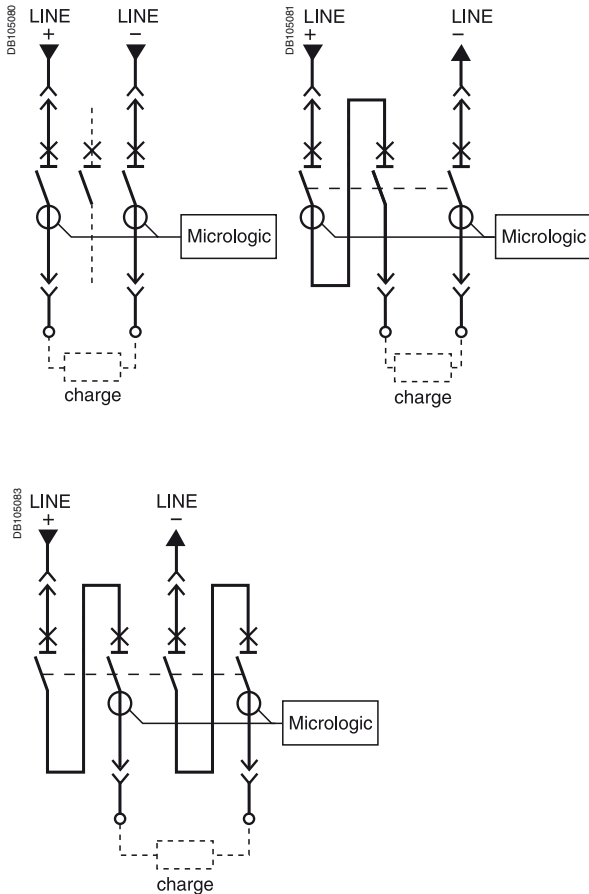 DB105080
LINE
+
LINE
–
Micrologic
charge
DB105081
LINE
+
LINE
–
Micrologic
charge
DB105083
LINE
+
LINE
–
Micrologic
charge